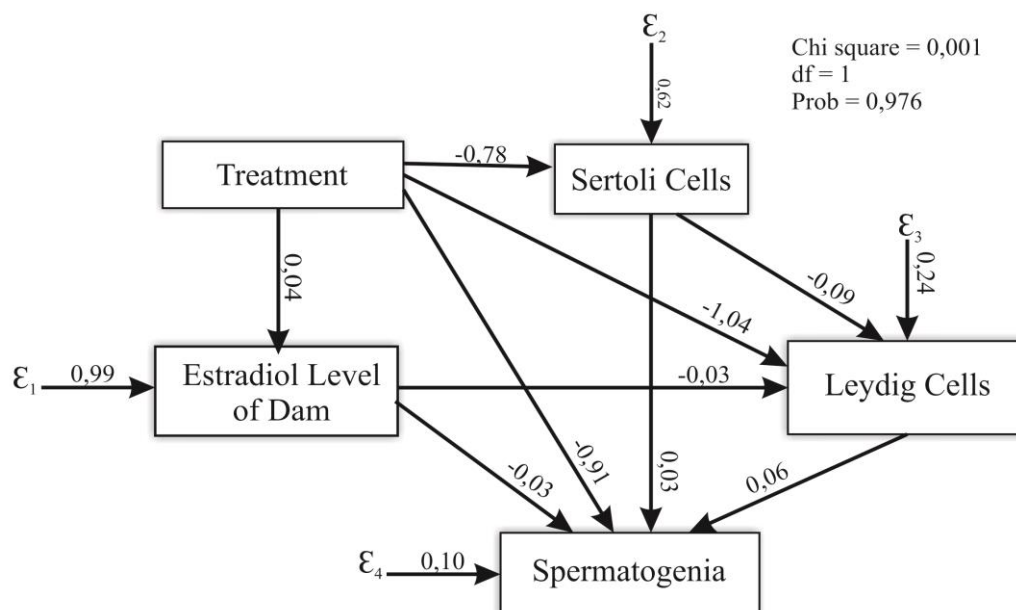 ε2
0,62
Chi square = 0,001
df = 1
Prob = 0,976
Treatment
-0,78
Sertoli Cells
ε3
0,24
0,04
-0,09
-1,04
ε1
0,99
Estradiol Level
of Dam
-0,03
Leydig Cells
-0,03
-0,91
0,03
0,06
ε4
0,10
Spermatogenia